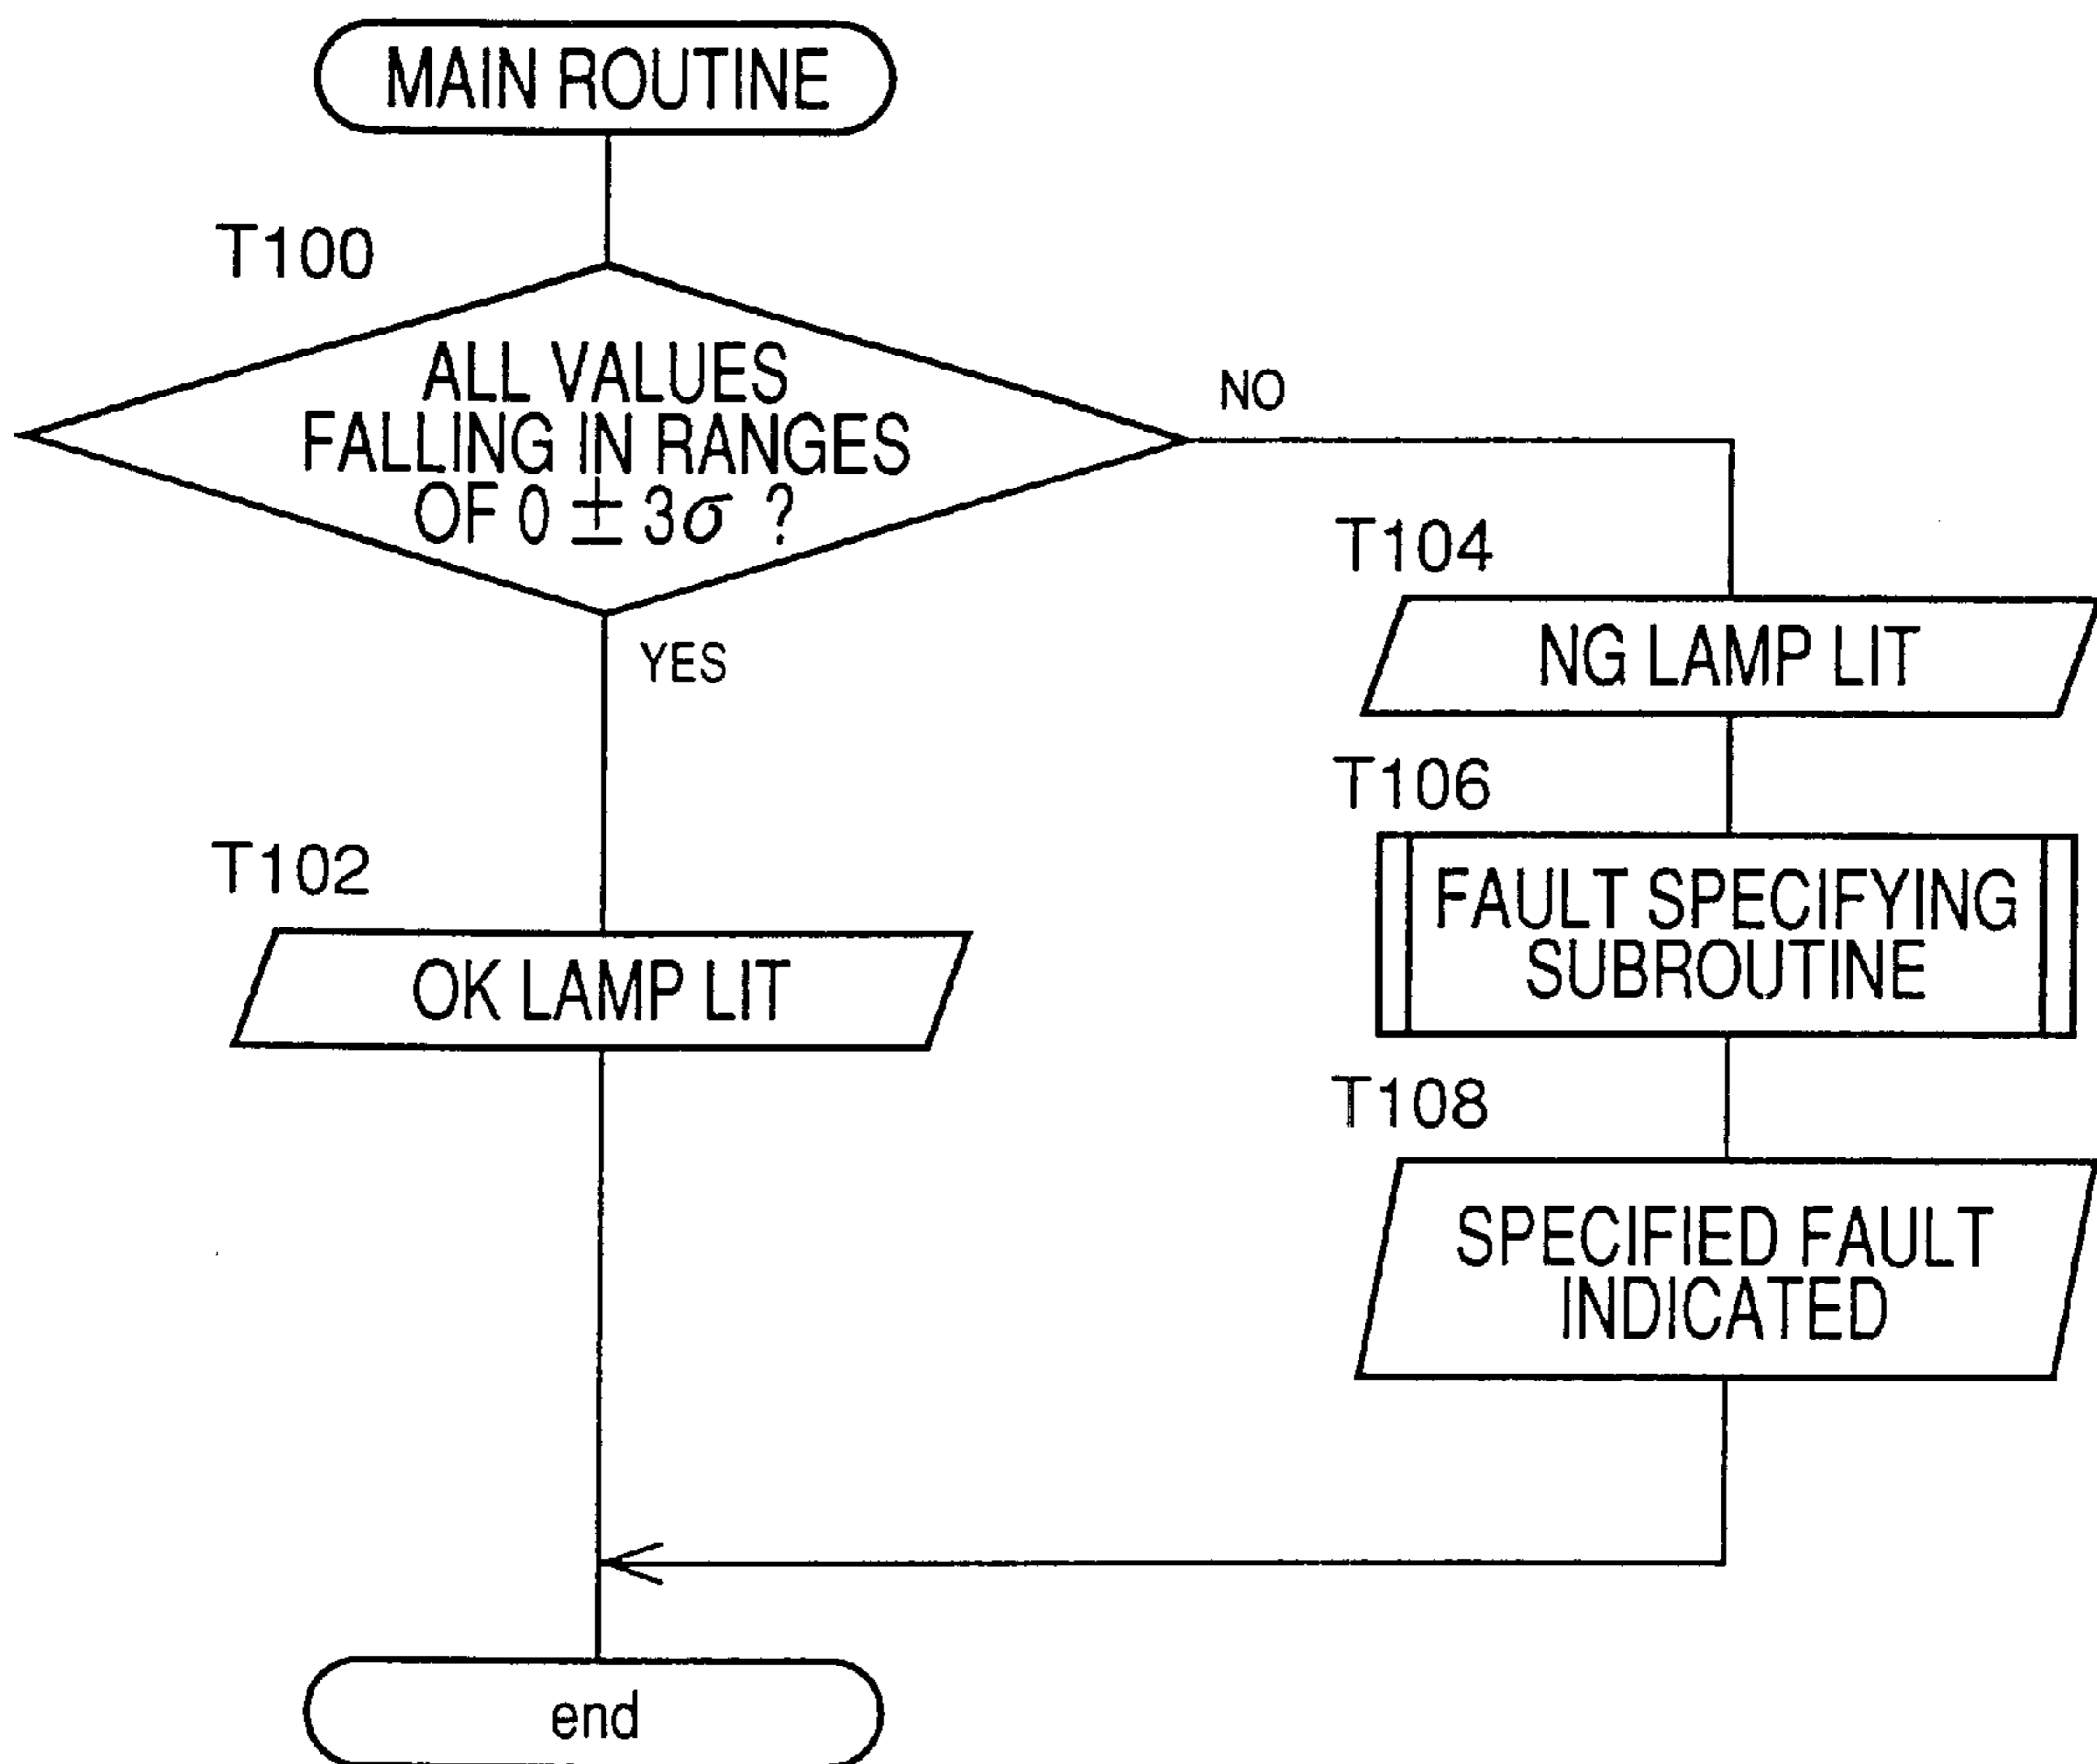 MAIN ROUTINE
T100
ALL VALUES
FALLING IN RANGES
OF 0 ± 3σ ?
NO
YES
T104
NG LAMP LIT
T106
FAULT SPECIFYING
SUBROUTINE
T102
OK LAMP LIT
T108
SPECIFIED FAULT
INDICATED
end